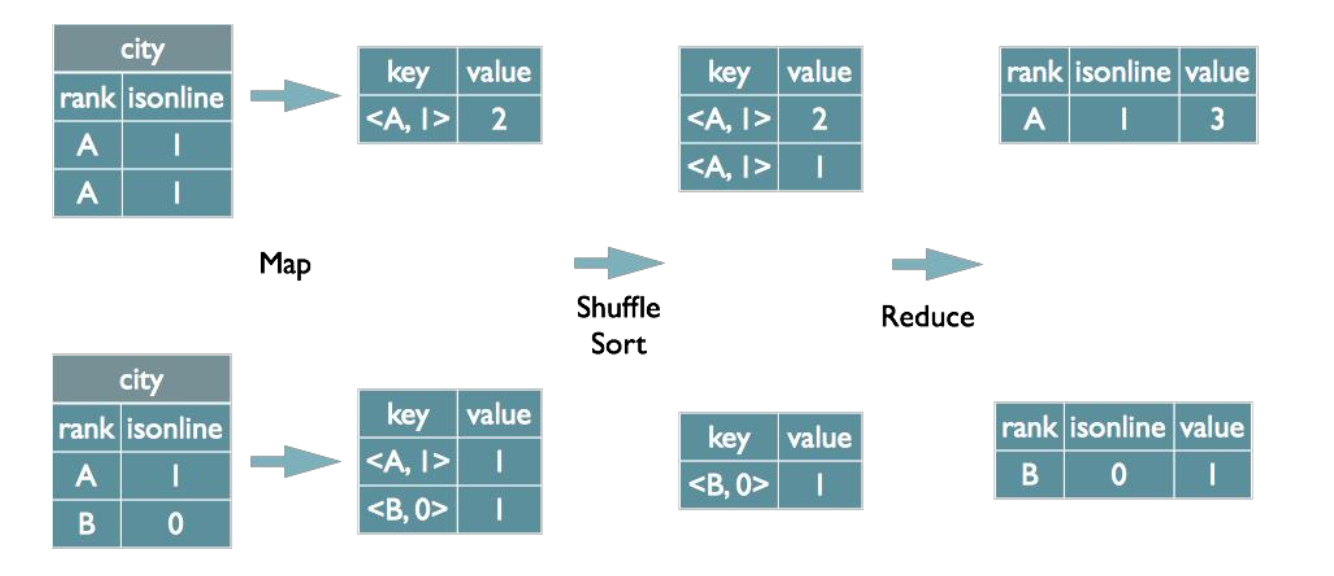 city
rank isonline
A 1
A 1
key value
<A, 1> 2
key value
<A, 1> 2
<A, 1> 1
rank isonline value
A 1 3
Map
Shuffle
Sort
Reduce
city
rank isonline
A 1
B 0
key value
<A, 1> 1
<B, 0> 1
key value
<B, 0> 1
rank isonline value
B 0 1